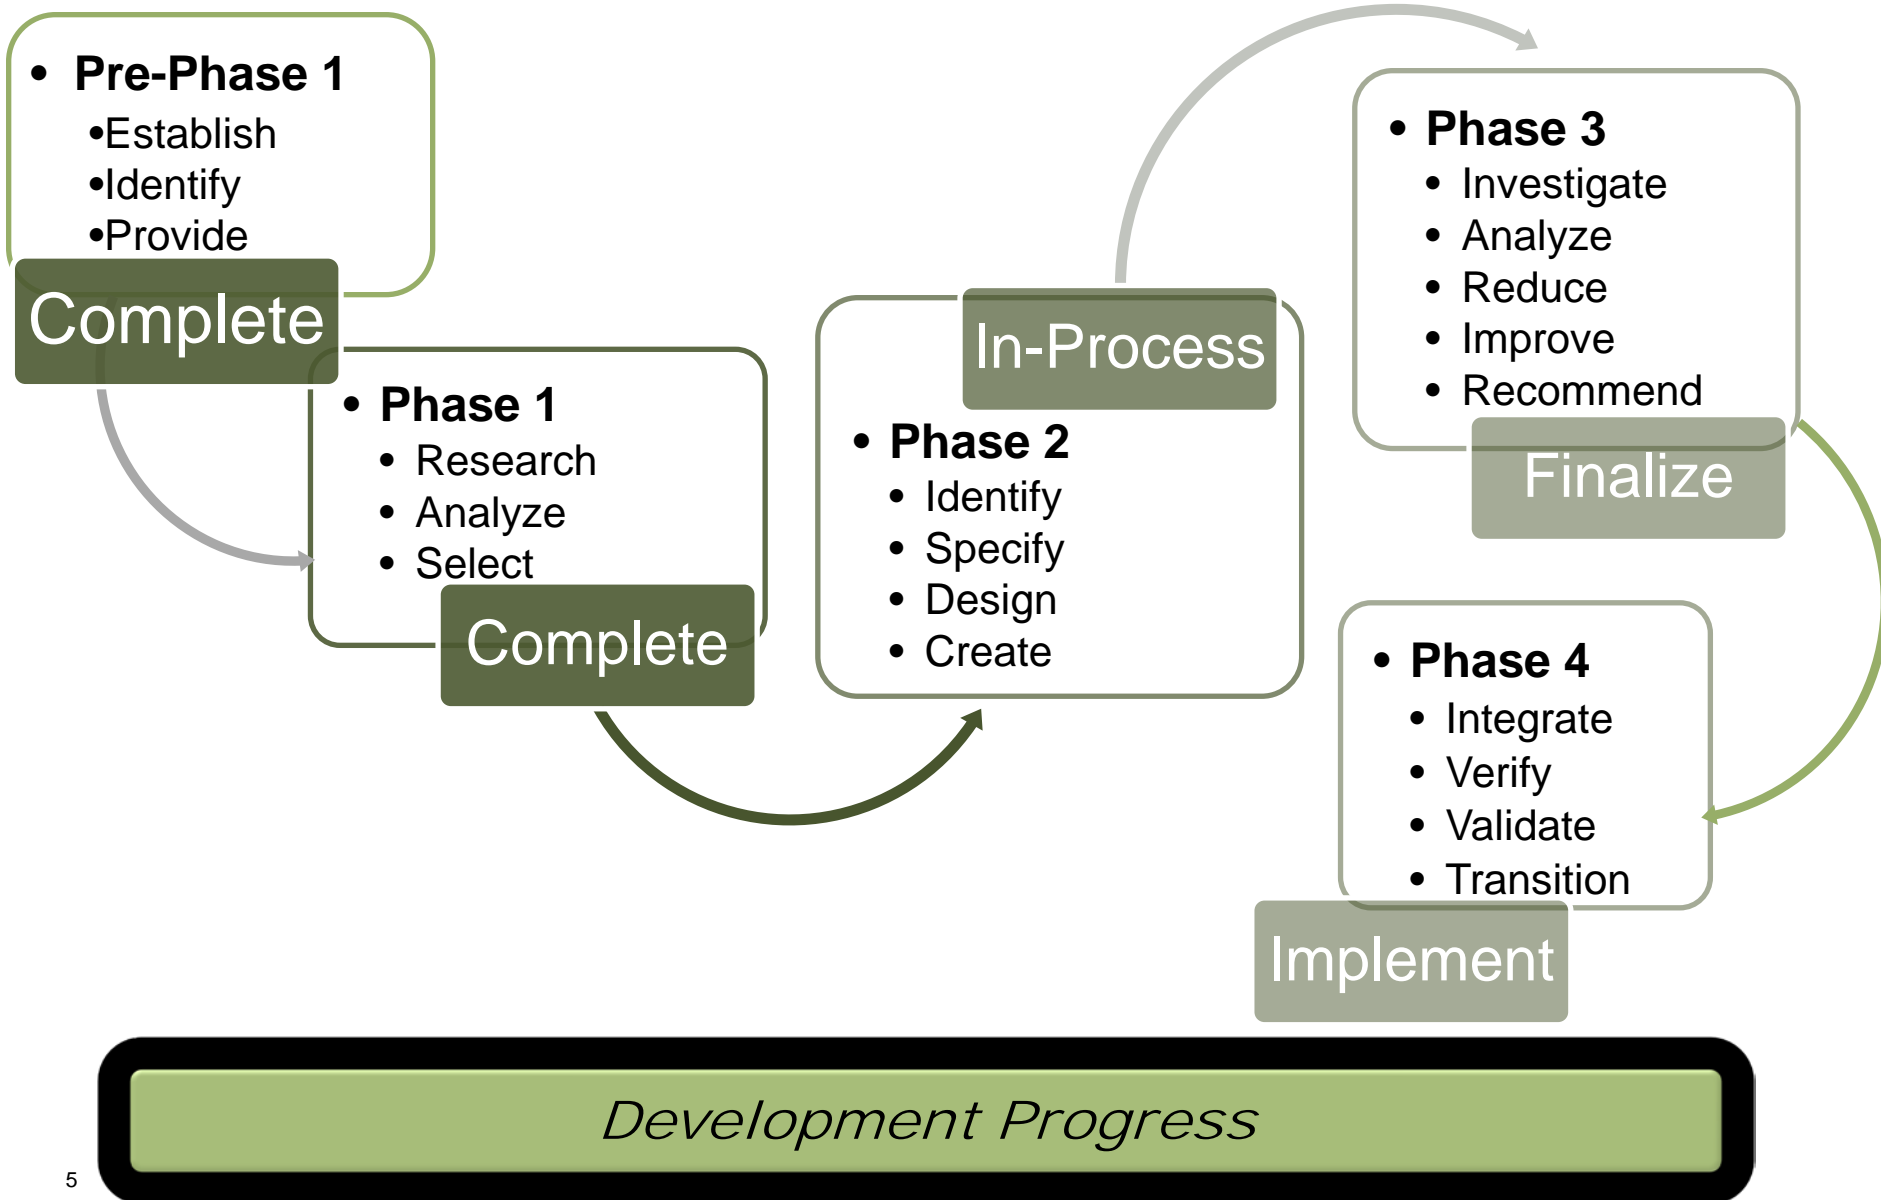 • Pre-Phase 1
•Establish
•Identify
•Provide
Complete
• Phase 1
• Research
• Analyze
• Select
Complete
In-Process
• Phase 2
• Identify
• Specify
• Design
• Create
• Phase 3
• Investigate
• Analyze
• Reduce
• Improve
• Recommend
Finalize
• Phase 4
• Integrate
• Verify
• Validate
• Transition
Implement
Development Progress
5